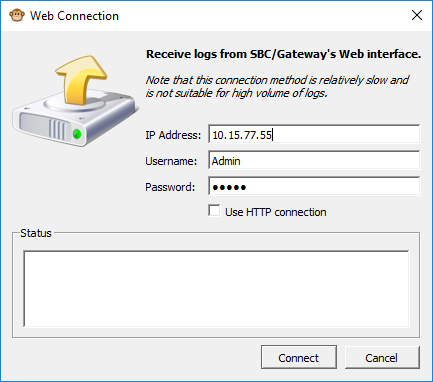 Web Connection
Receive logs from SBC/Gateway's Web interface.
Note that this connection method is relatively slow and
is not suitable for high volume of logs.
IP Address: 10.15.77.55
Username: Admin
Password: ●●●●●
Use HTTP connection
Status
Connect Cancel